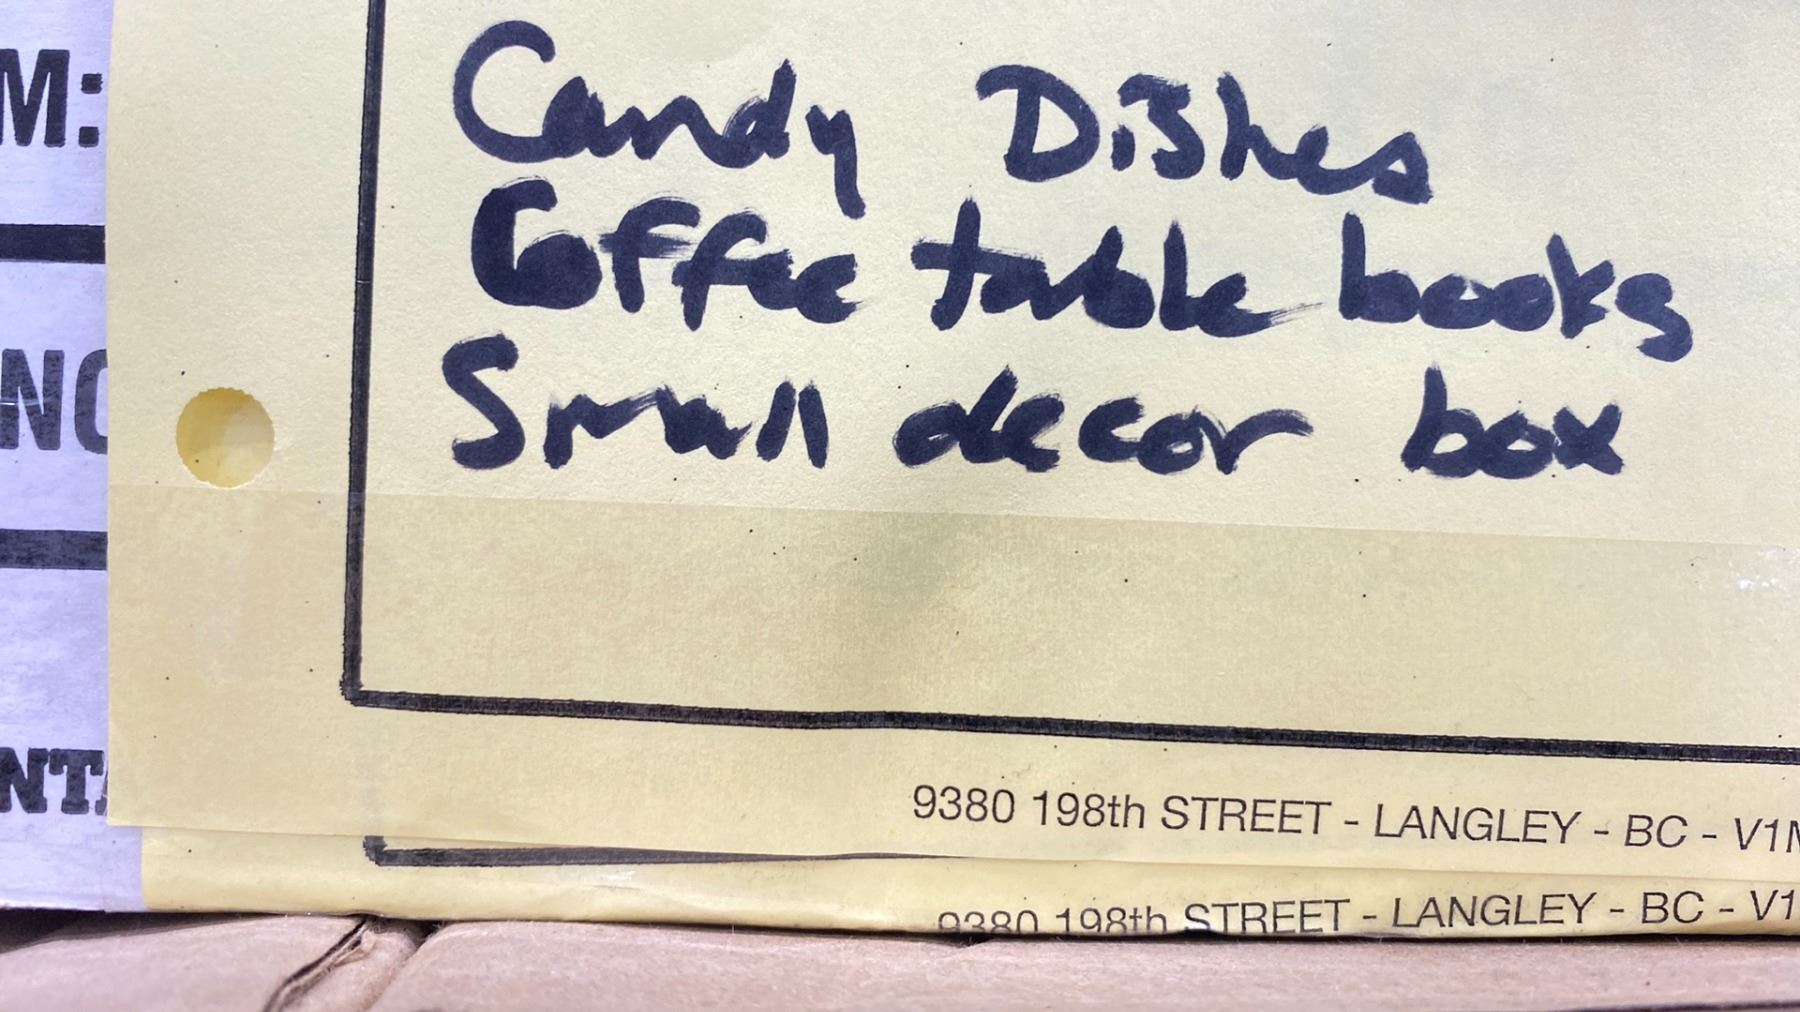 M:
Candy Dishes
Coffee table books
Small decor box
NO
NT
9380 198th STREET - LANGLEY - BC - V1M
9380 198th STREET - LANGLEY - BC - V1